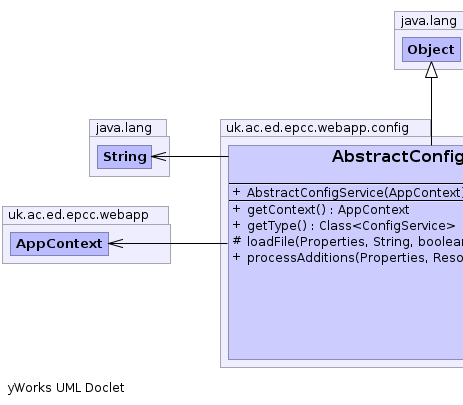 java.lang
Object
java.lang
String
uk.ac.ed.epcc.webapp.config
AbstractConfig
+ AbstractConfigService(AppContext)
+ getContext() : AppContext
+ getType() : Class<ConfigService>
# loadFile(Properties, String, boolean
+ processAdditions(Properties, Reso
uk.ac.ed.epcc.webapp
AppContext
yWorks UML Doclet